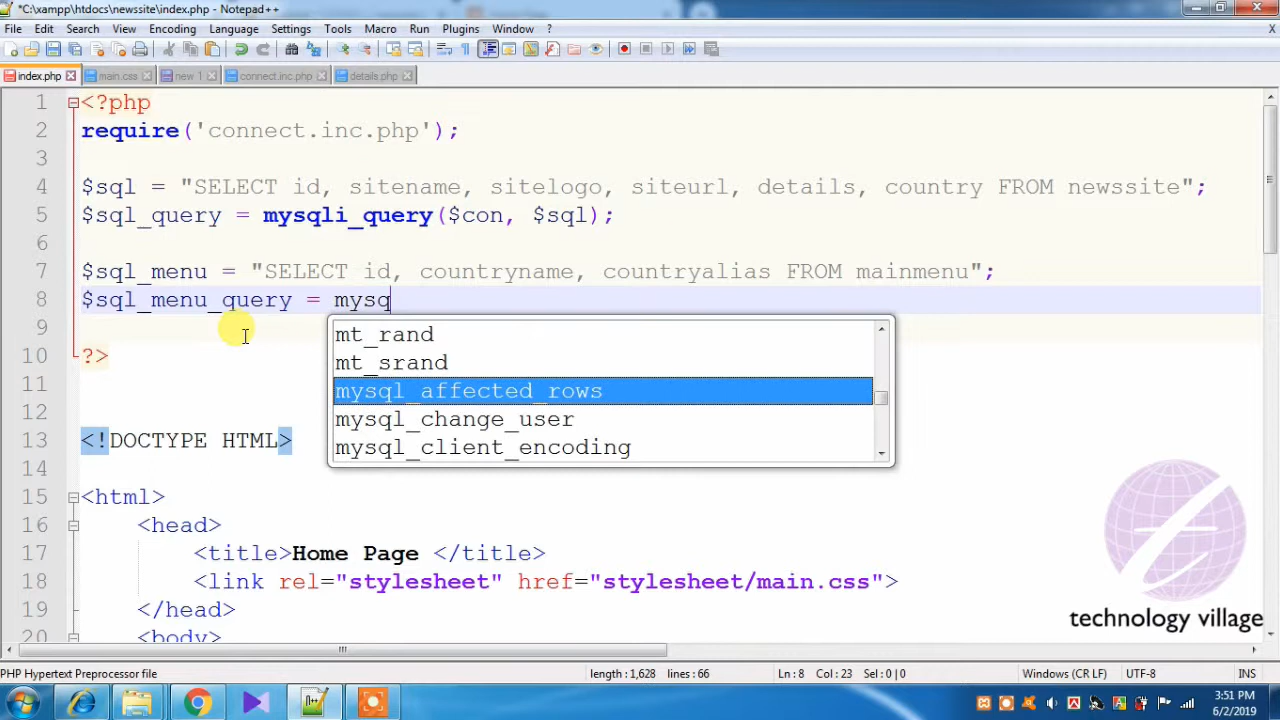 *C:\xampp\htdocs\newssite\index.php - Notepad++
File Edit Search View Encoding Language Settings Tools Macro Run Plugins Window ? X
index.php main.css new 1 connect.inc.php details.php
1 <?php
2 require('connect.inc.php');
3
4 $sql = "SELECT id, sitename, sitelogo, siteurl, details, country FROM newssite";
5 $sql_query = mysqli_query($con, $sql);
6
7 $sql_menu = "SELECT id, countryname, countryalias FROM mainmenu";
8 $sql_menu_query = mysq
9
mt_rand
10 ?>
mt_srand
11
mysql_affected_rows
12
mysql_change_user
13 <!DOCTYPE HTML>
mysql_client_encoding
14
15 <html>
16 <head>
17 <title>Home Page </title>
18 <link rel="stylesheet" href="stylesheet/main.css">
19 </head>
20 <body>
technology village
PHP Hypertext Preprocessor file length : 1,628 lines : 66 Ln : 8 Col : 23 Sel : 0 | 0 Windows (CR LF) UTF-8 INS
3:51 PM
6/2/2019